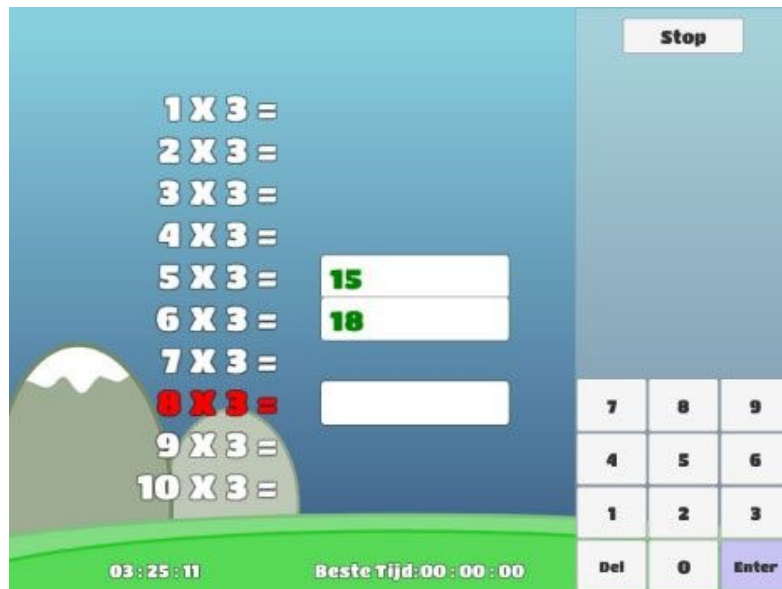 Stop
1 X 3 =
2 X 3 =
3 X 3 =
4 X 3 =
5 X 3 = 15
6 X 3 = 18
7 X 3 =
8 X 3 =
9 X 3 =
10 X 3 =
7 8 9
4 5 6
1 2 3
Del 0 Enter
03 : 25 : 11 Beste Tijd:00 : 00 : 00